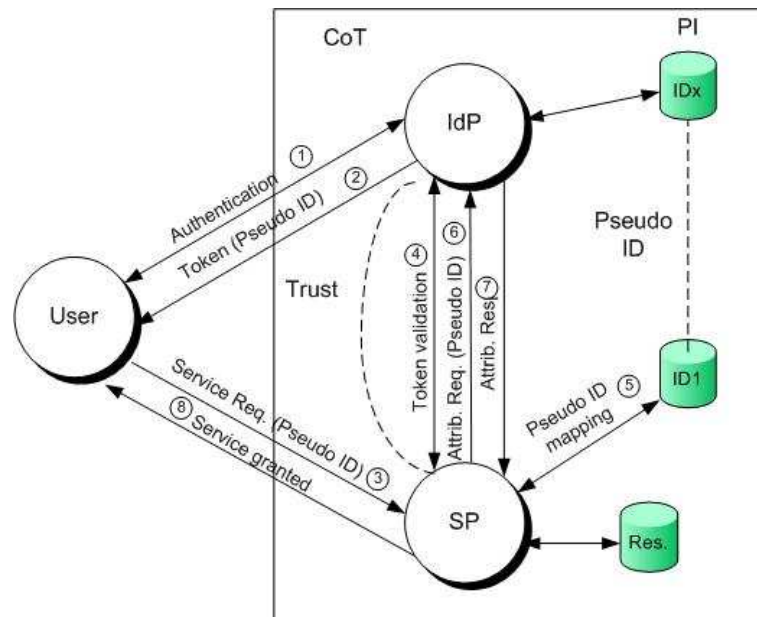 CoT
PI
IdP
IDx
Authentication 1
Token (Pseudo ID) 2
Pseudo
ID
User
Trust
Token validation 4
Attrib. Req. (Pseudo ID) 6
Attrib. Res. 7
ID1
Pseudo ID
mapping 5
Service Req. (Pseudo ID) 3
8 Service granted
SP
Res.